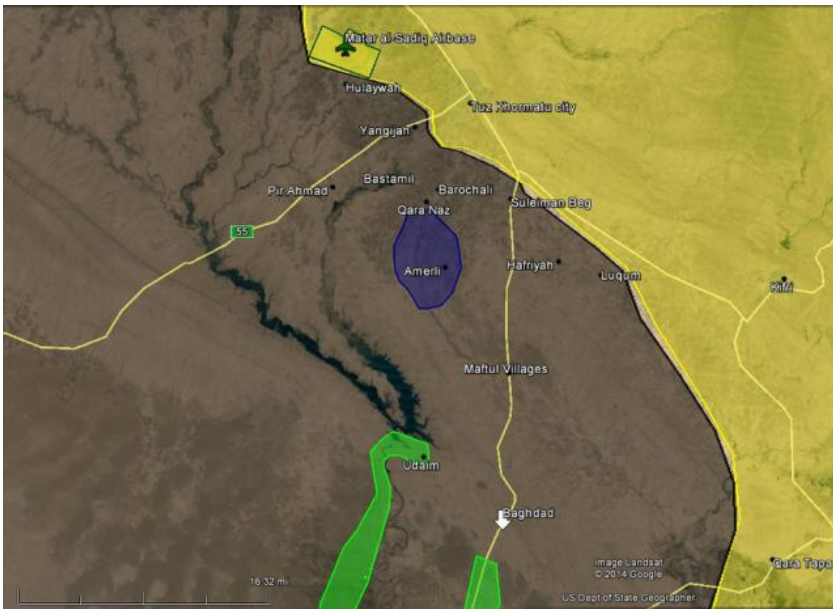 Matar al-Sadiq Airbase
Hulaywah
Tuz Khormatu city
Yangijah
Bastamil
Pir Ahmad
Barochali
Suleiman Beg
Qara Naz
55
Amerli
Hafriyah
Luqum
Kifri
Maftul Villages
Udaim
Baghdad
Image Landsat
© 2014 Google
Qara Tapa
16.32 mi
US Dept of State Geographer